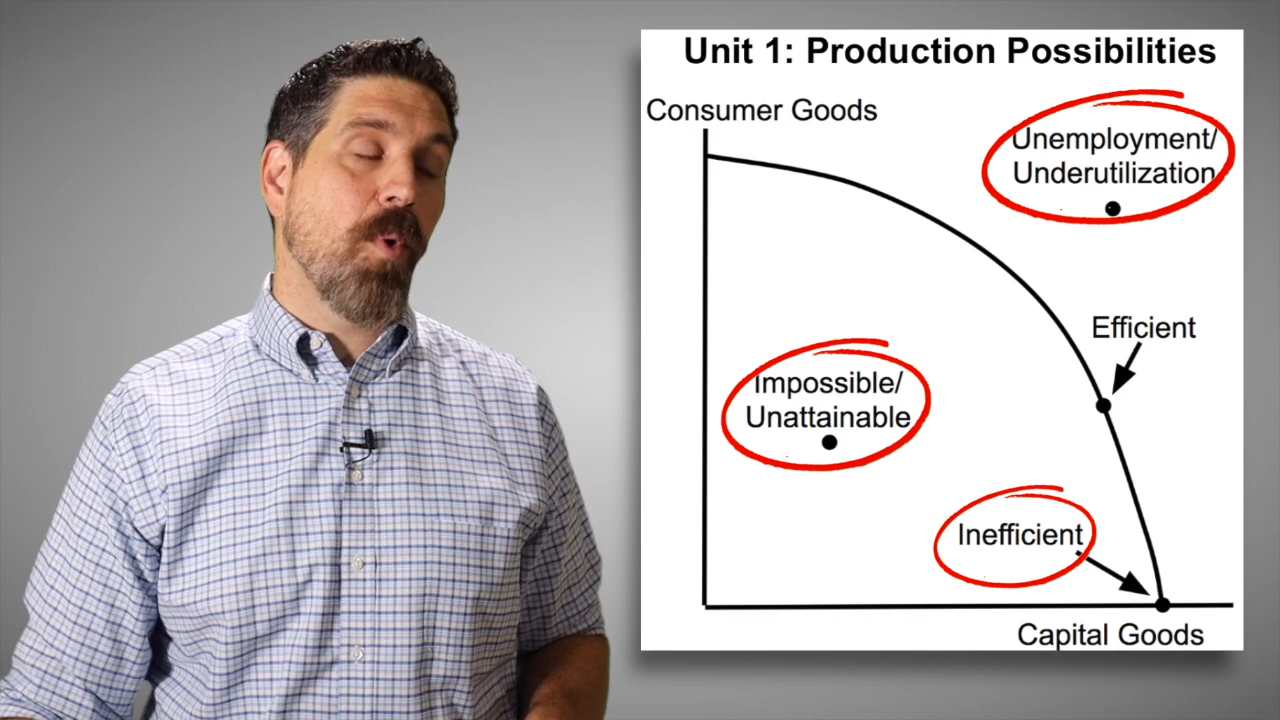 Unit 1: Production Possibilities
Consumer Goods
Unemployment/
Underutilization
Efficient
Impossible/
Unattainable
Inefficient
Capital Goods